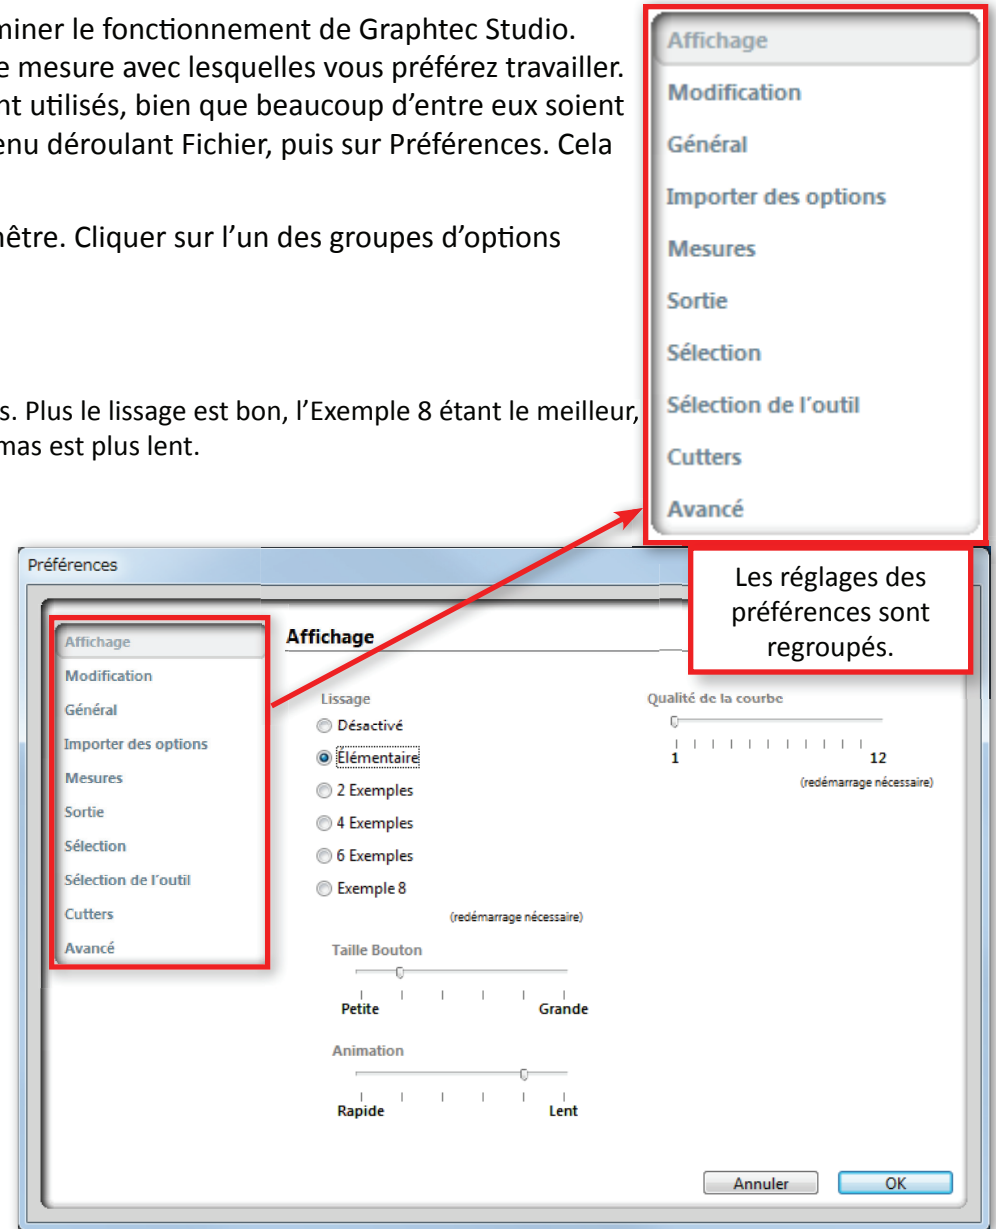 miner le fonctionnement de Graphtec Studio.
e mesure avec lesquelles vous préférez travailler.
nt utilisés, bien que beaucoup d'entre eux soient
enu déroulant Fichier, puis sur Préférences. Cela
nêtre. Cliquer sur l'un des groupes d'options
s. Plus le lissage est bon, l'Exemple 8 étant le meilleur,
mas est plus lent.
Affichage
Modification
Général
Importer des options
Mesures
Sortie
Sélection
Sélection de l'outil
Cutters
Avancé
Les réglages des
préférences sont
regroupés.
Préférences
Affichage
Modification
Général
Importer des options
Mesures
Sortie
Sélection
Sélection de l'outil
Cutters
Avancé
Affichage
Lissage
Désactivé
Élémentaire
2 Exemples
4 Exemples
6 Exemples
Exemple 8
(redémarrage nécessaire)
Taille Bouton
Petite Grande
Animation
Rapide Lent
Qualité de la courbe
1 12
(redémarrage nécessaire)
Annuler OK